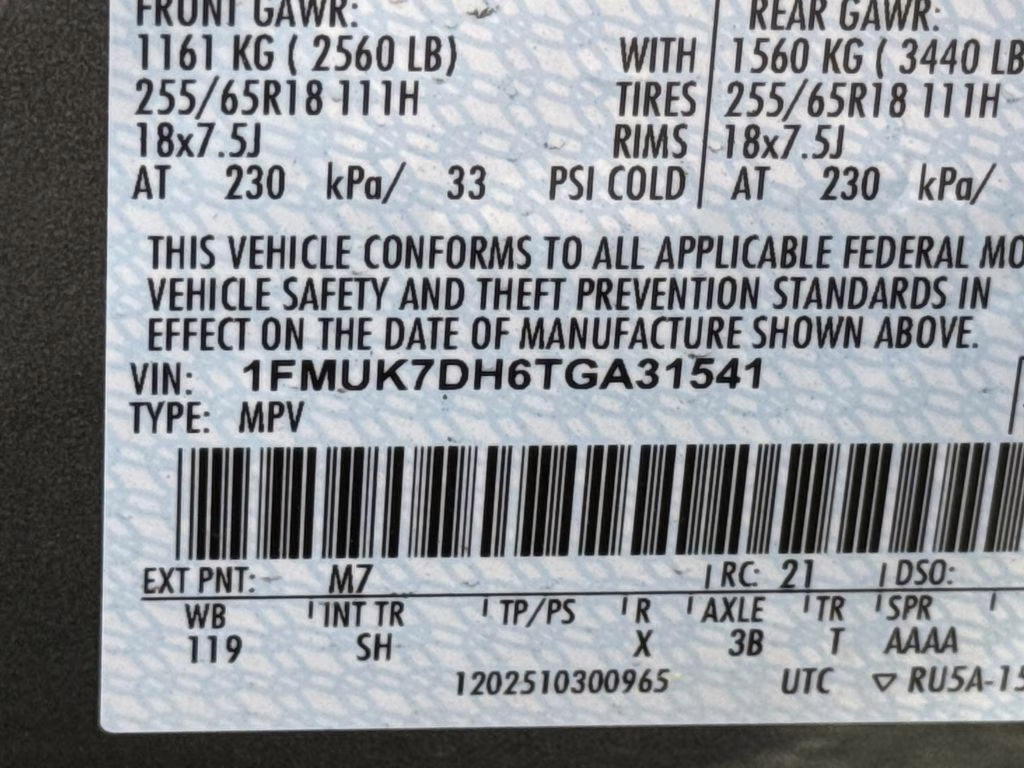 FRONT GAWR: REAR GAWR:
1161 KG ( 2560 LB) WITH 1560 KG ( 3440 LB
255/65R18 111H TIRES 255/65R18 111H
18x7.5J RIMS 18x7.5J
AT 230 kPa/ 33 PSI COLD AT 230 kPa/
THIS VEHICLE CONFORMS TO ALL APPLICABLE FEDERAL MO
VEHICLE SAFETY AND THEFT PREVENTION STANDARDS IN
EFFECT ON THE DATE OF MANUFACTURE SHOWN ABOVE.
VIN: 1FMUK7DH6TGA31541
TYPE: MPV
EXT PNT: M7 RC: 21 DSO:
WB INT TR TP/PS R AXLE TR SPR
119 SH X 3B T AAAA
1202510300965 UTC ▽ RU5A-15